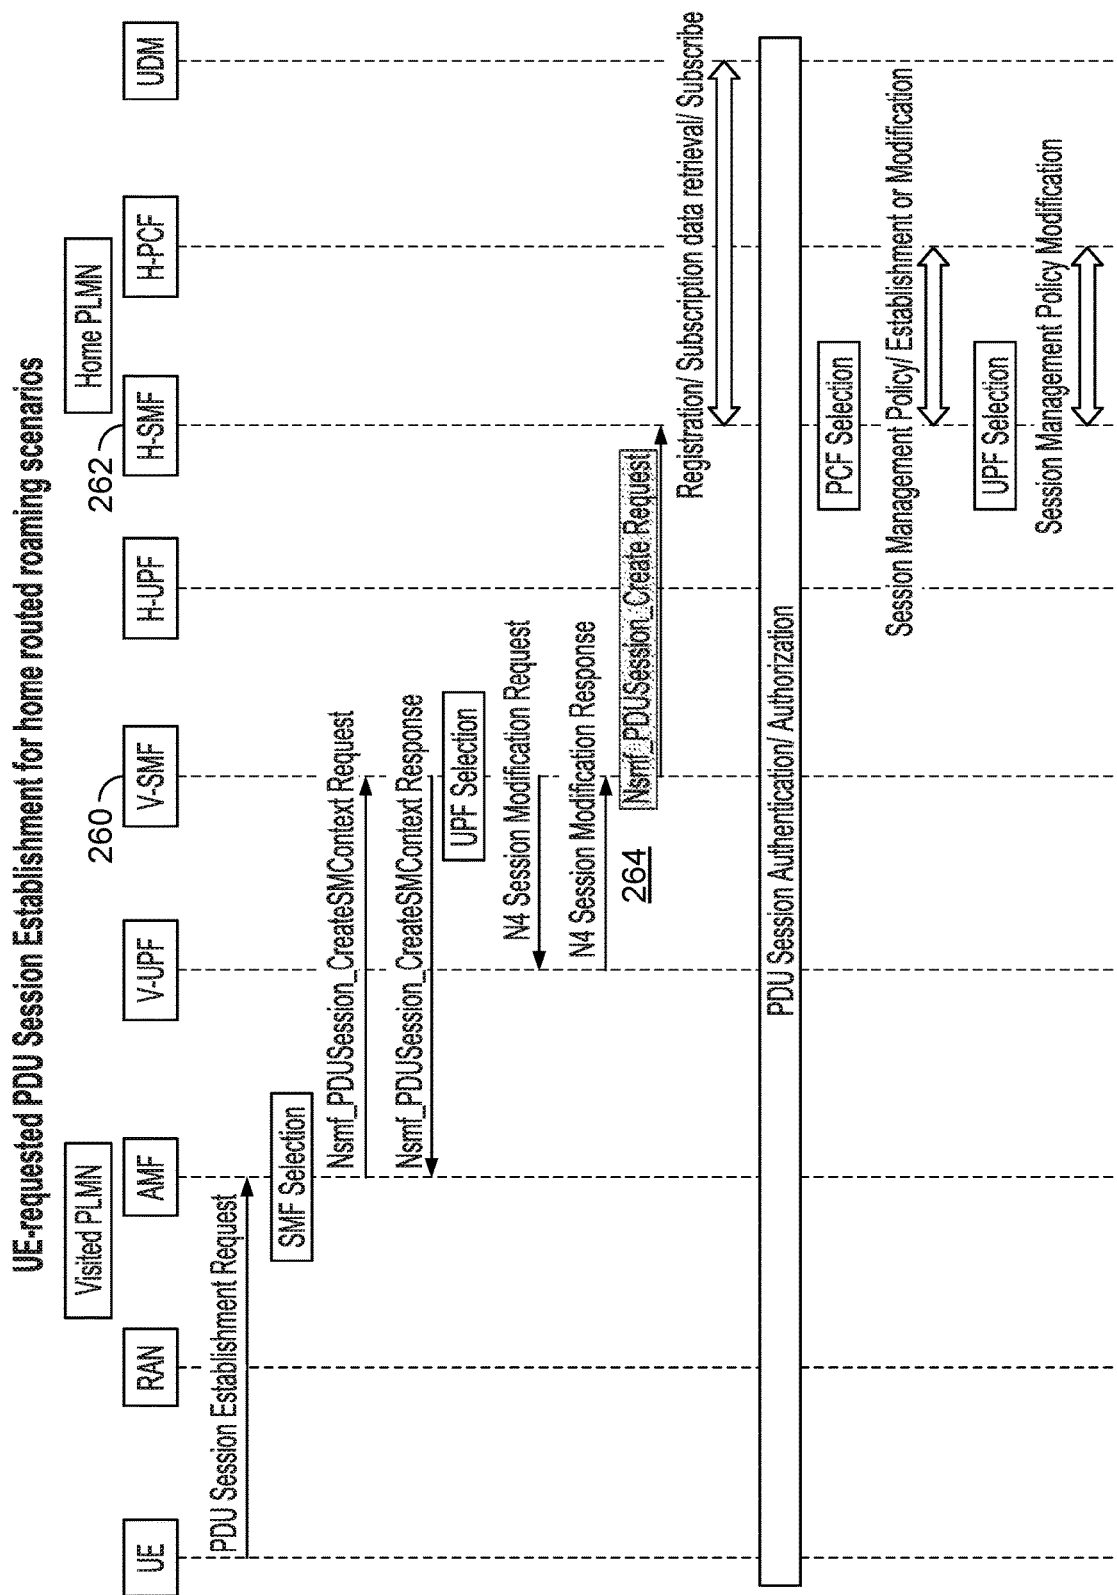 UE-requested PDU Session Establishment for home routed roaming scenarios
Visited PLMN
Home PLMN
260
262
UE
RAN
AMF
V-UPF
V-SMF
H-UPF
H-SMF
H-PCF
UDM
PDU Session Establishment Request
SMF Selection
Nsmf_PDUSession_CreateSMContext Request
Nsmf_PDUSession_CreateSMContext Response
UPF Selection
N4 Session Modification Request
N4 Session Modification Response
264
Nsmf_PDUSession_Create Request
Registration/ Subscription data retrieval/ Subscribe
PDU Session Authentication/ Authorization
PCF Selection
Session Management Policy/ Establishment or Modification
UPF Selection
Session Management Policy Modification